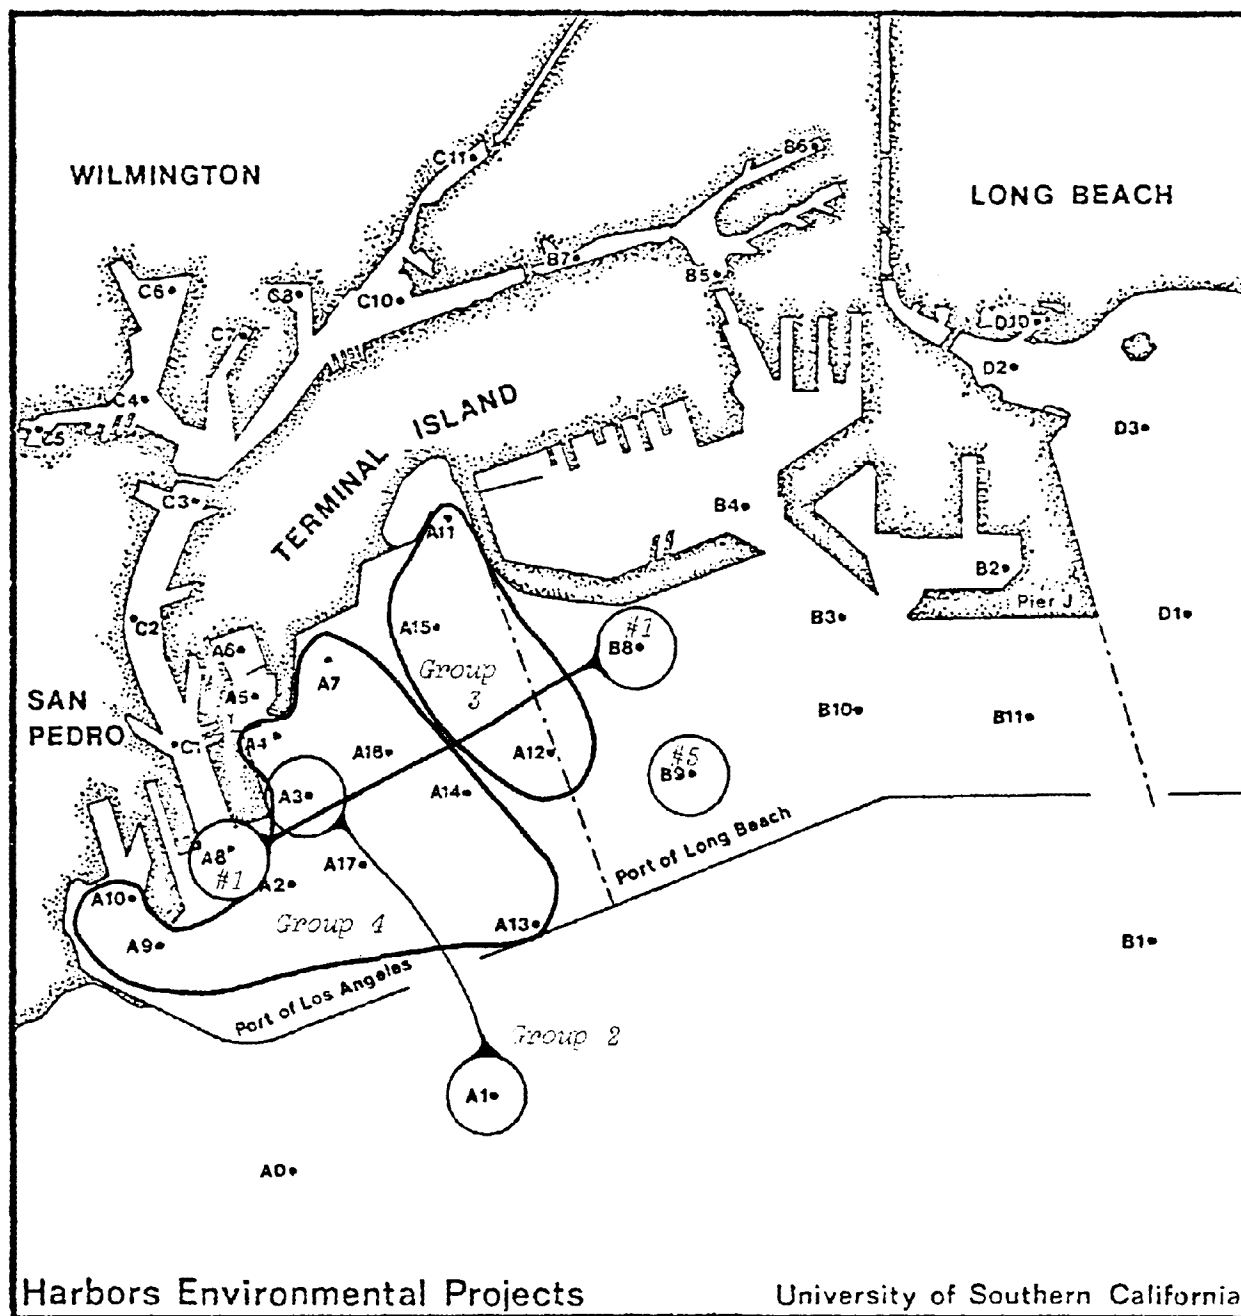 B6
C11
WILMINGTON
LONG BEACH
B7
B5
C6
C8
C10
D10
C7
D2
C4
ISLAND
D3
C5
TERMINAL
C3
B4
A11
B2
Pier J
C2
A15
#1
B3
D1
A6
B8
A7
Group
3
SAN
PEDRO
A5
B10
B11
A4
C1
A16
A12
#5
B9
A3
A14
A8
#1
A17
Port of Long Beach
A2
A10
Group 4
A13
A9
B1
Port of Los Angeles
Group 2
A1
A0
Harbors Environmental Projects
University of Southern California